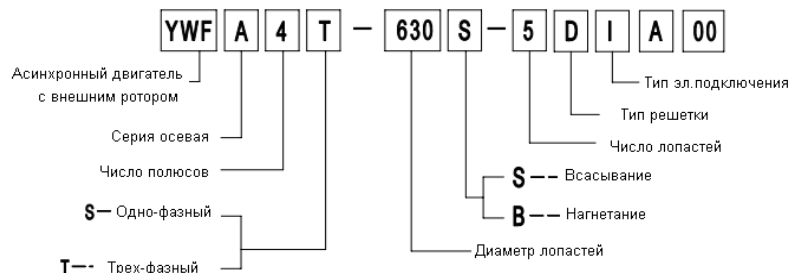 YWF A 4 T — 630 S — 5 D I A 00
Асинхронный двигатель
с внешним ротором
Тип эл.подключения
Тип решетки
Серия осевая
Число лопастей
Число полюсов
S -- Всасывание
S — Одно-фазный
B -- Нагнетание
Диаметр лопастей
T -- Трех-фазный